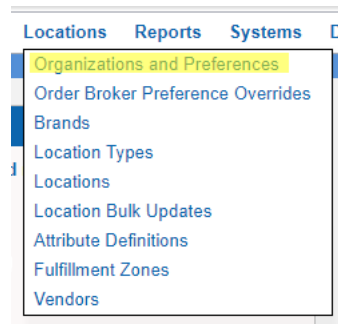 Locations Reports Systems D
Organizations and Preferences
Order Broker Preference Overrides
Brands
Location Types
Locations
Location Bulk Updates
Attribute Definitions
Fulfillment Zones
Vendors